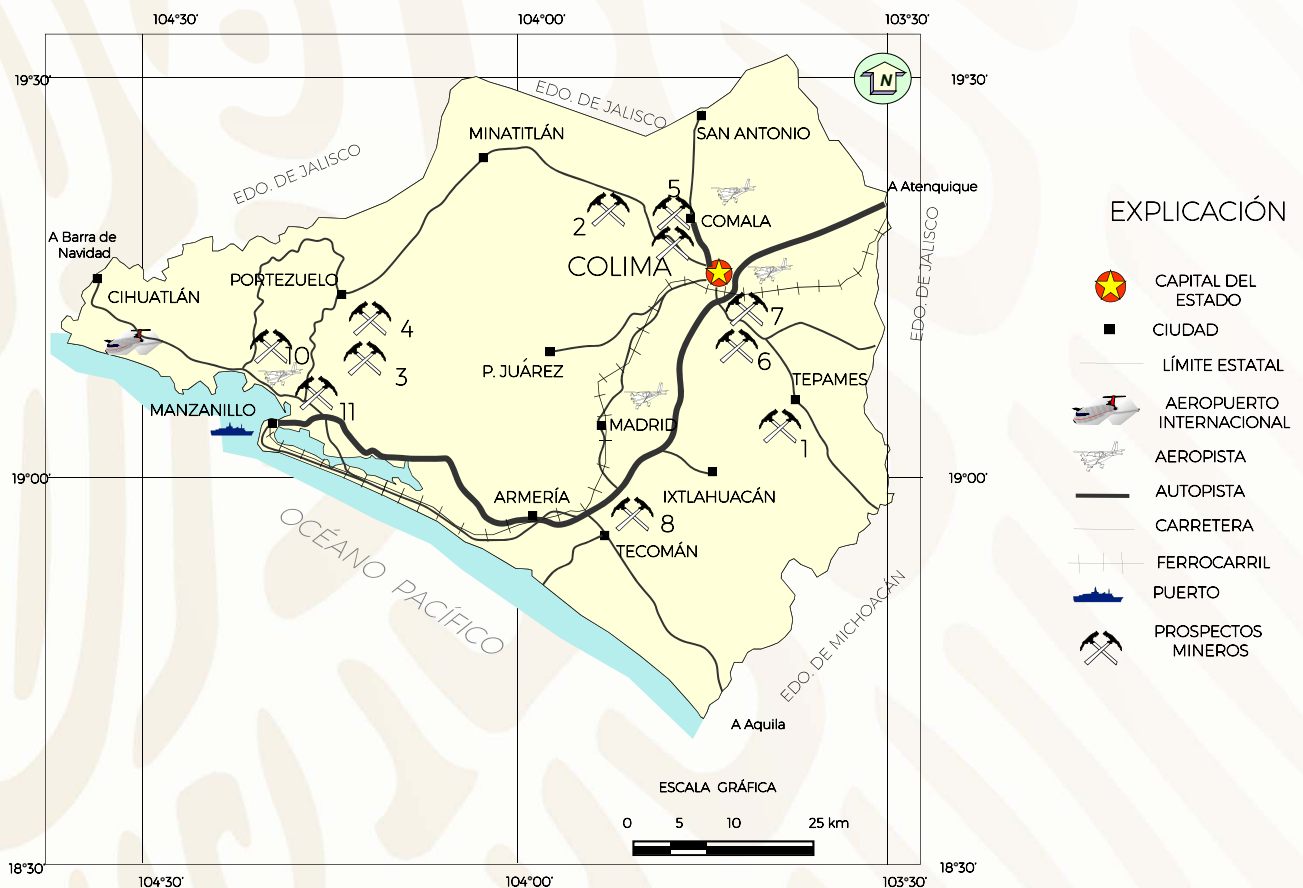 104°30'
104°00'
103°30'
19°30'
19°30'
EDO. DE JALISCO
MINATITLÁN
SAN ANTONIO
N
EDO. DE JALISCO
A Atenquique
5
2
COMALA
EXPLICACIÓN
A Barra de
Navidad
COLIMA
EDO. DE JALISCO
PORTEZUELO
CIHUATLÁN
CAPITAL DEL
ESTADO
7
4
CIUDAD
10
6
3
P. JUÁREZ
TEPAMES
LÍMITE ESTATAL
MANZANILLO
11
MADRID
1
AEROPUERTO
INTERNACIONAL
AEROPISTA
19°00'
19°00'
ARMERÍA
IXTLAHUACÁN
AUTOPISTA
8
CARRETERA
TECOMÁN
FERROCARRIL
OCÉANO PACÍFICO
PUERTO
EDO. DE MICHOACÁN
PROSPECTOS
MINEROS
A Aquila
ESCALA GRÁFICA
0 5 10 25 km
18°30'
18°30'
104°30'
104°00'
103°30'